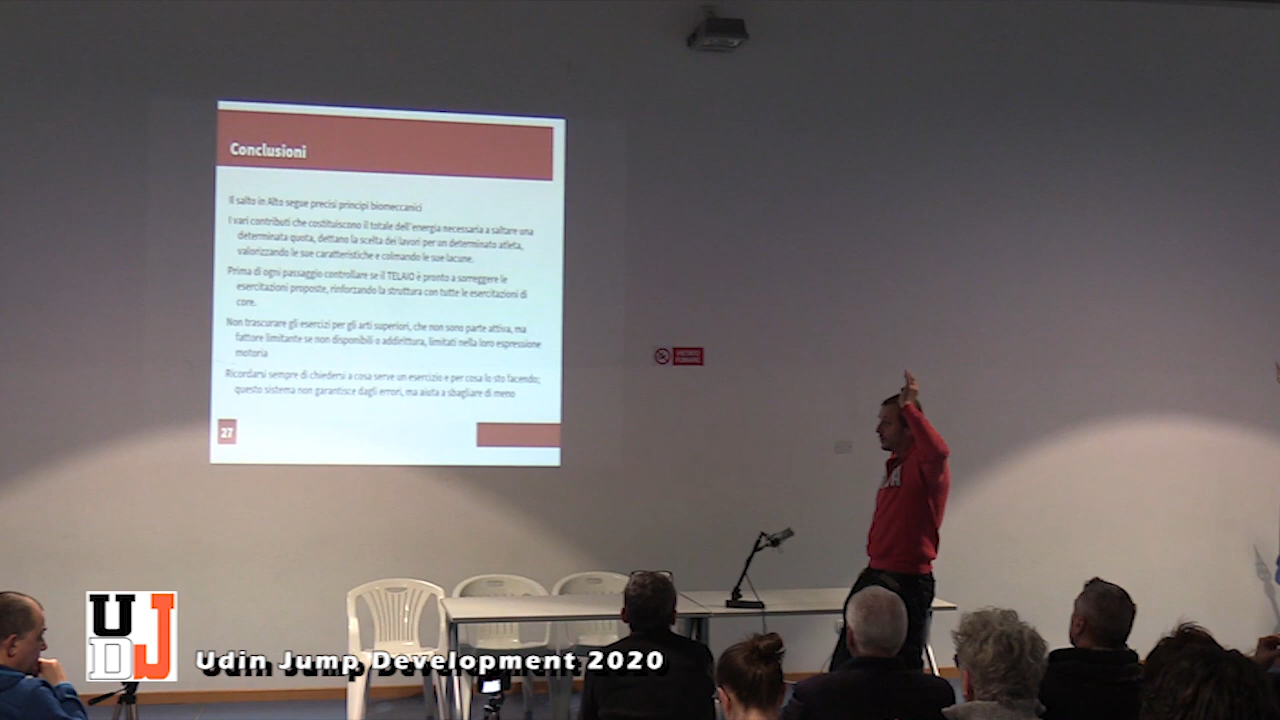 Conclusioni
Il salto in Alto segue precisi principi biomeccanici
I vari contributi che costituiscono il totale dell'energia necessaria a saltare una
determinata quota, dettano la scelta dei lavori per un determinato atleta,
valorizzando le sue caratteristiche e colmando le sue lacune.
Prima di ogni passaggio controllare se il TELAIO è pronto a sorreggere le
esercitazioni proposte, rinforzando la struttura con tutte le esercitazioni di
core.
Non trascurare gli esercizi per gli arti superiori, che non sono parte attiva, ma
fattore limitante se non disponibili o addirittura, limitati nella loro espressione
motoria
Ricordarsi sempre di chiedersi a cosa serve un esercizio e per cosa lo sto facendo;
questo sistema non garantisce dagli errori, ma aiuta a sbagliare di meno
27
VIETATO
FUMARE
UDJ
Udin Jump Development 2020